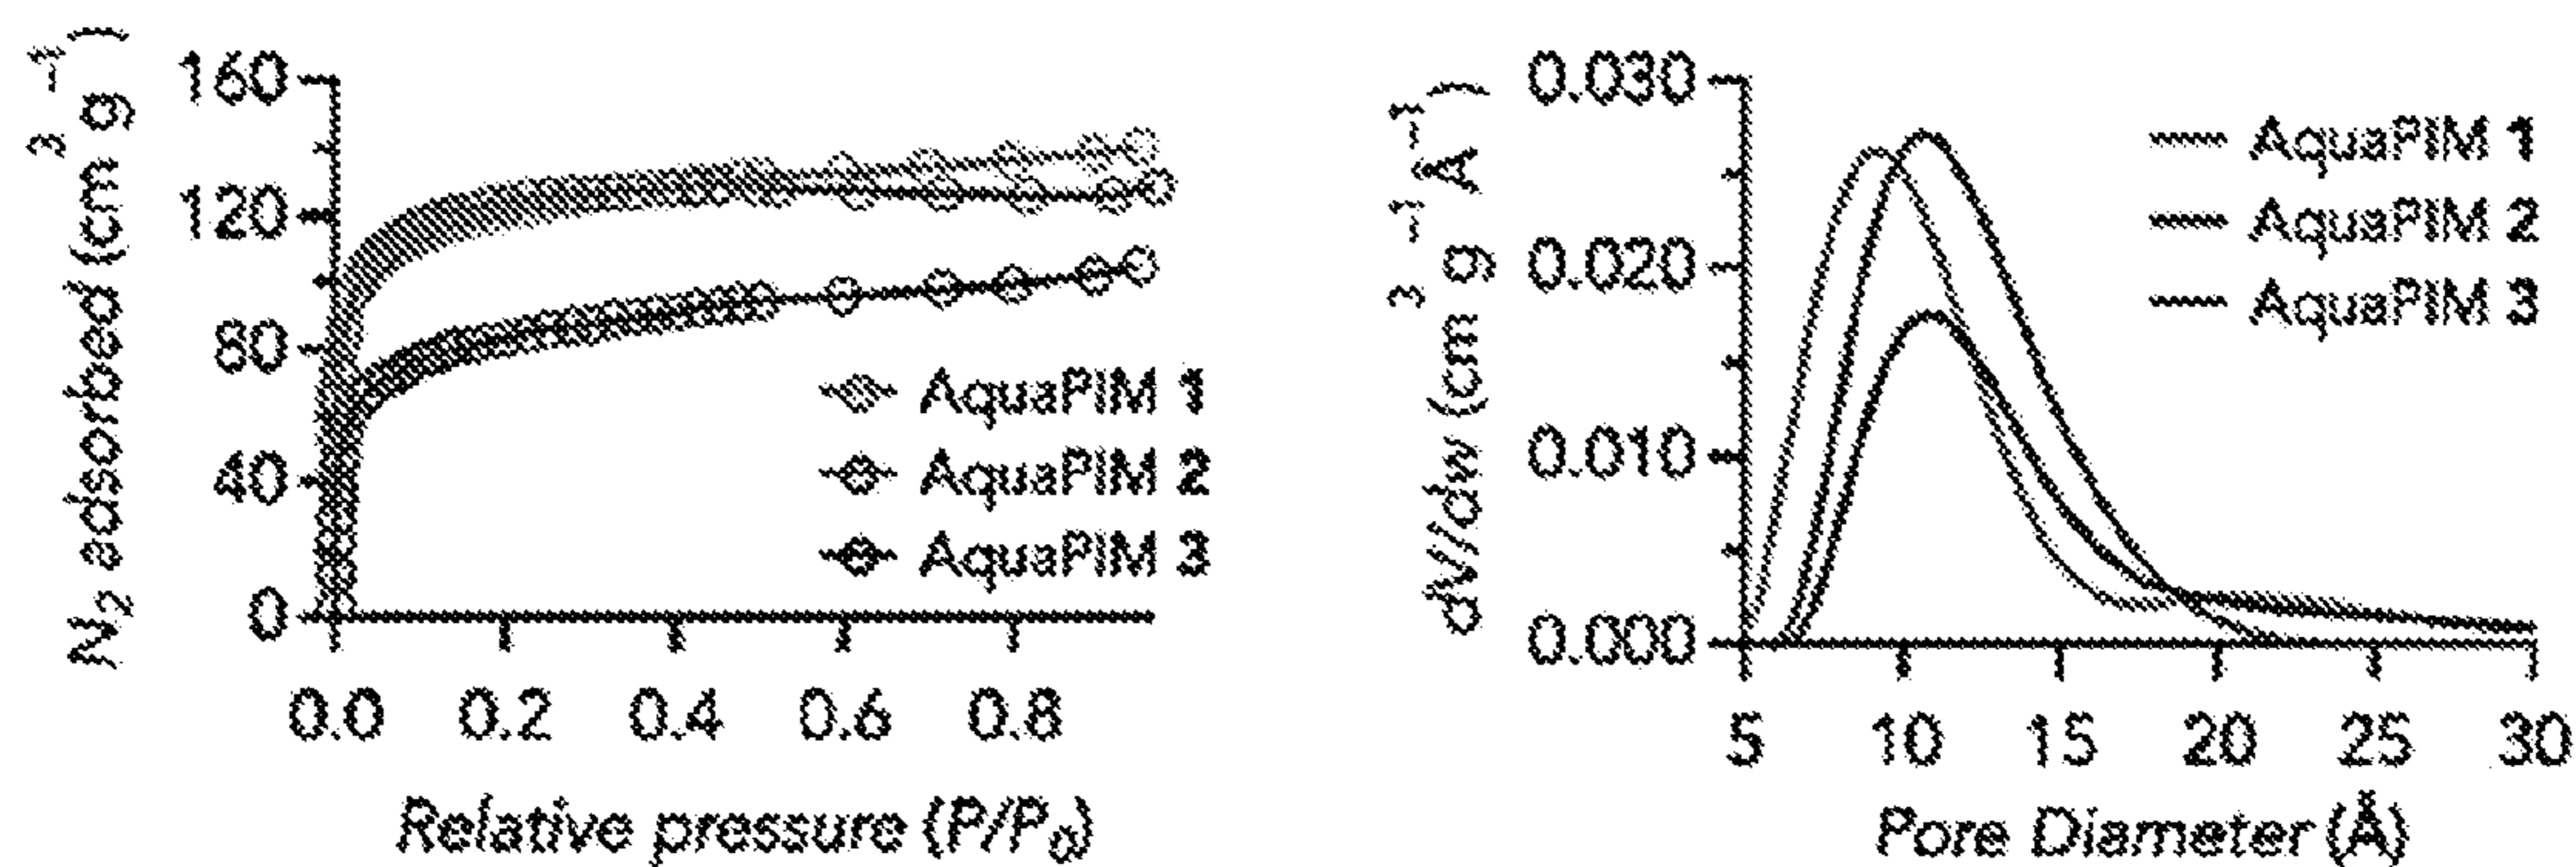 N₂ adsorbed (cm³ g⁻¹)
160
120
80
40
0
0.0 0.2 0.4 0.6 0.8
Relative pressure (P/P₀)
AquaPIM 1
AquaPIM 2
AquaPIM 3
dV/dw (cm³ g⁻¹ Å⁻¹)
0.030
0.020
0.010
0.000
5 10 15 20 25 30
Pore Diameter (Å)
AquaPIM 1
AquaPIM 2
AquaPIM 3